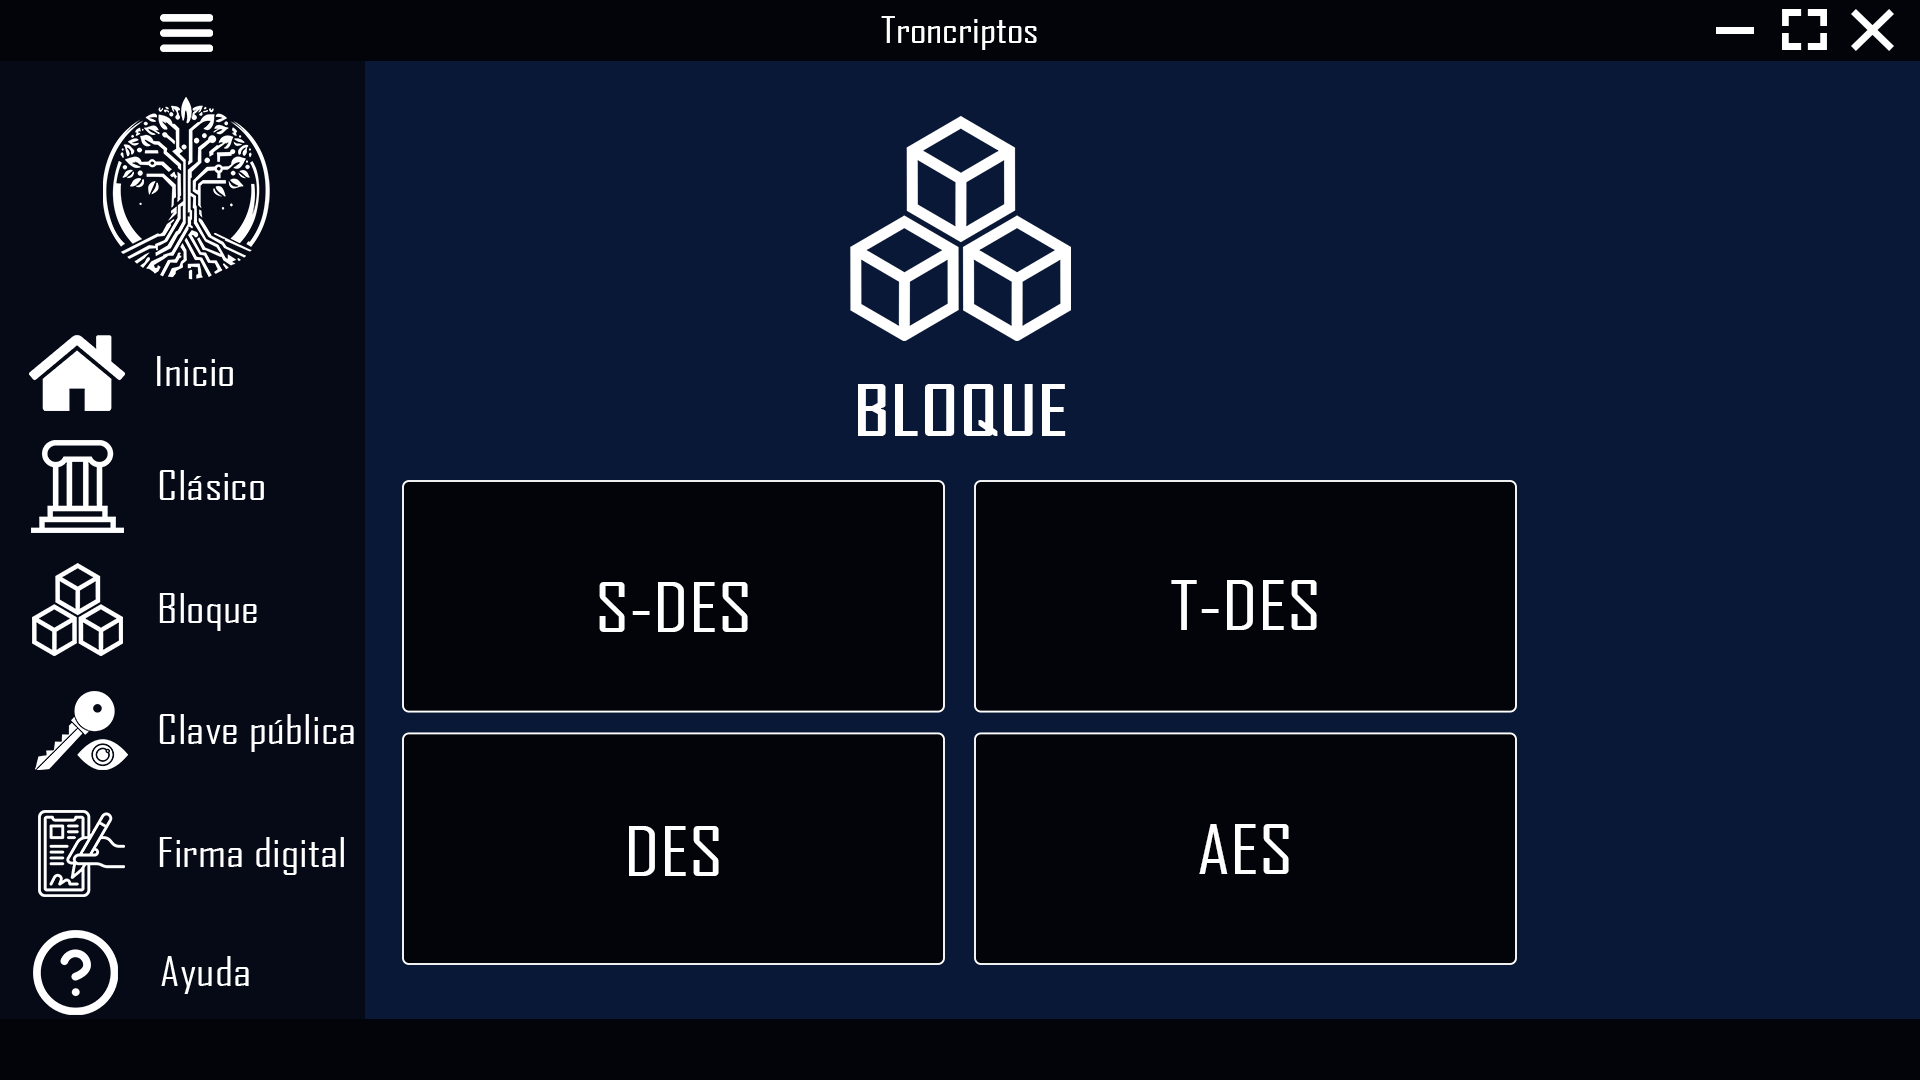 Troncriptos
Inicio
Clásico
Bloque
Clave pública
Firma digital
Ayuda
BLOQUE
S-DES
T-DES
DES
AES